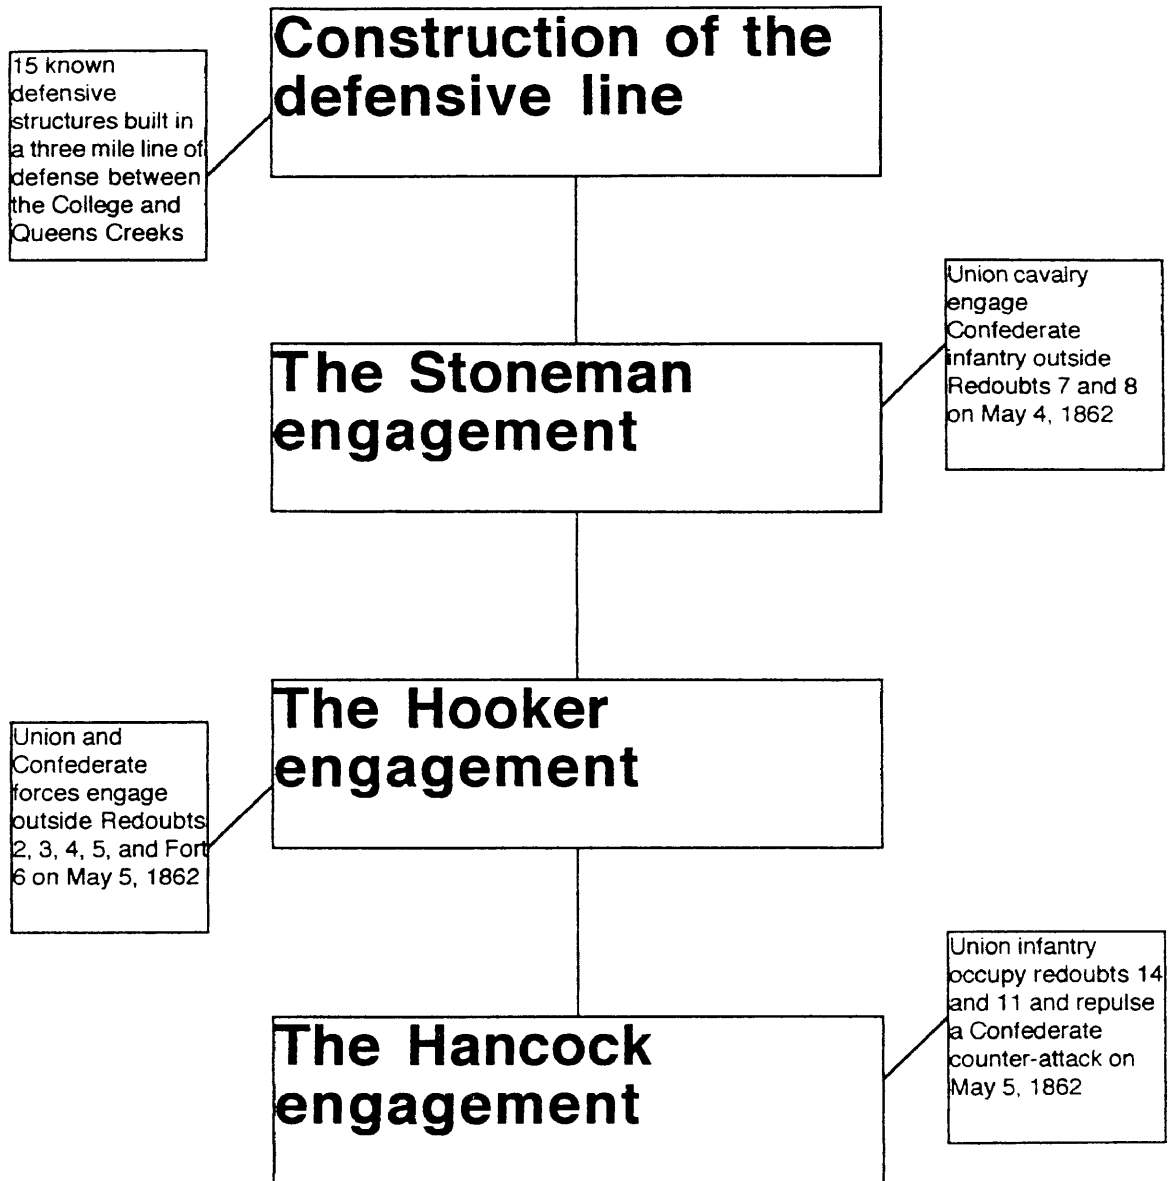 Construction of the
defensive line
15 known
defensive
structures built in
a three mile line of
defense between
the College and
Queens Creeks
Union cavalry
engage
Confederate
infantry outside
Redoubts 7 and 8
on May 4, 1862
The Stoneman
engagement
The Hooker
engagement
Union and
Confederate
forces engage
outside Redoubts
2, 3, 4, 5, and Fort
6 on May 5, 1862
Union infantry
occupy redoubts 14
and 11 and repulse
a Confederate
counter-attack on
May 5, 1862
The Hancock
engagement